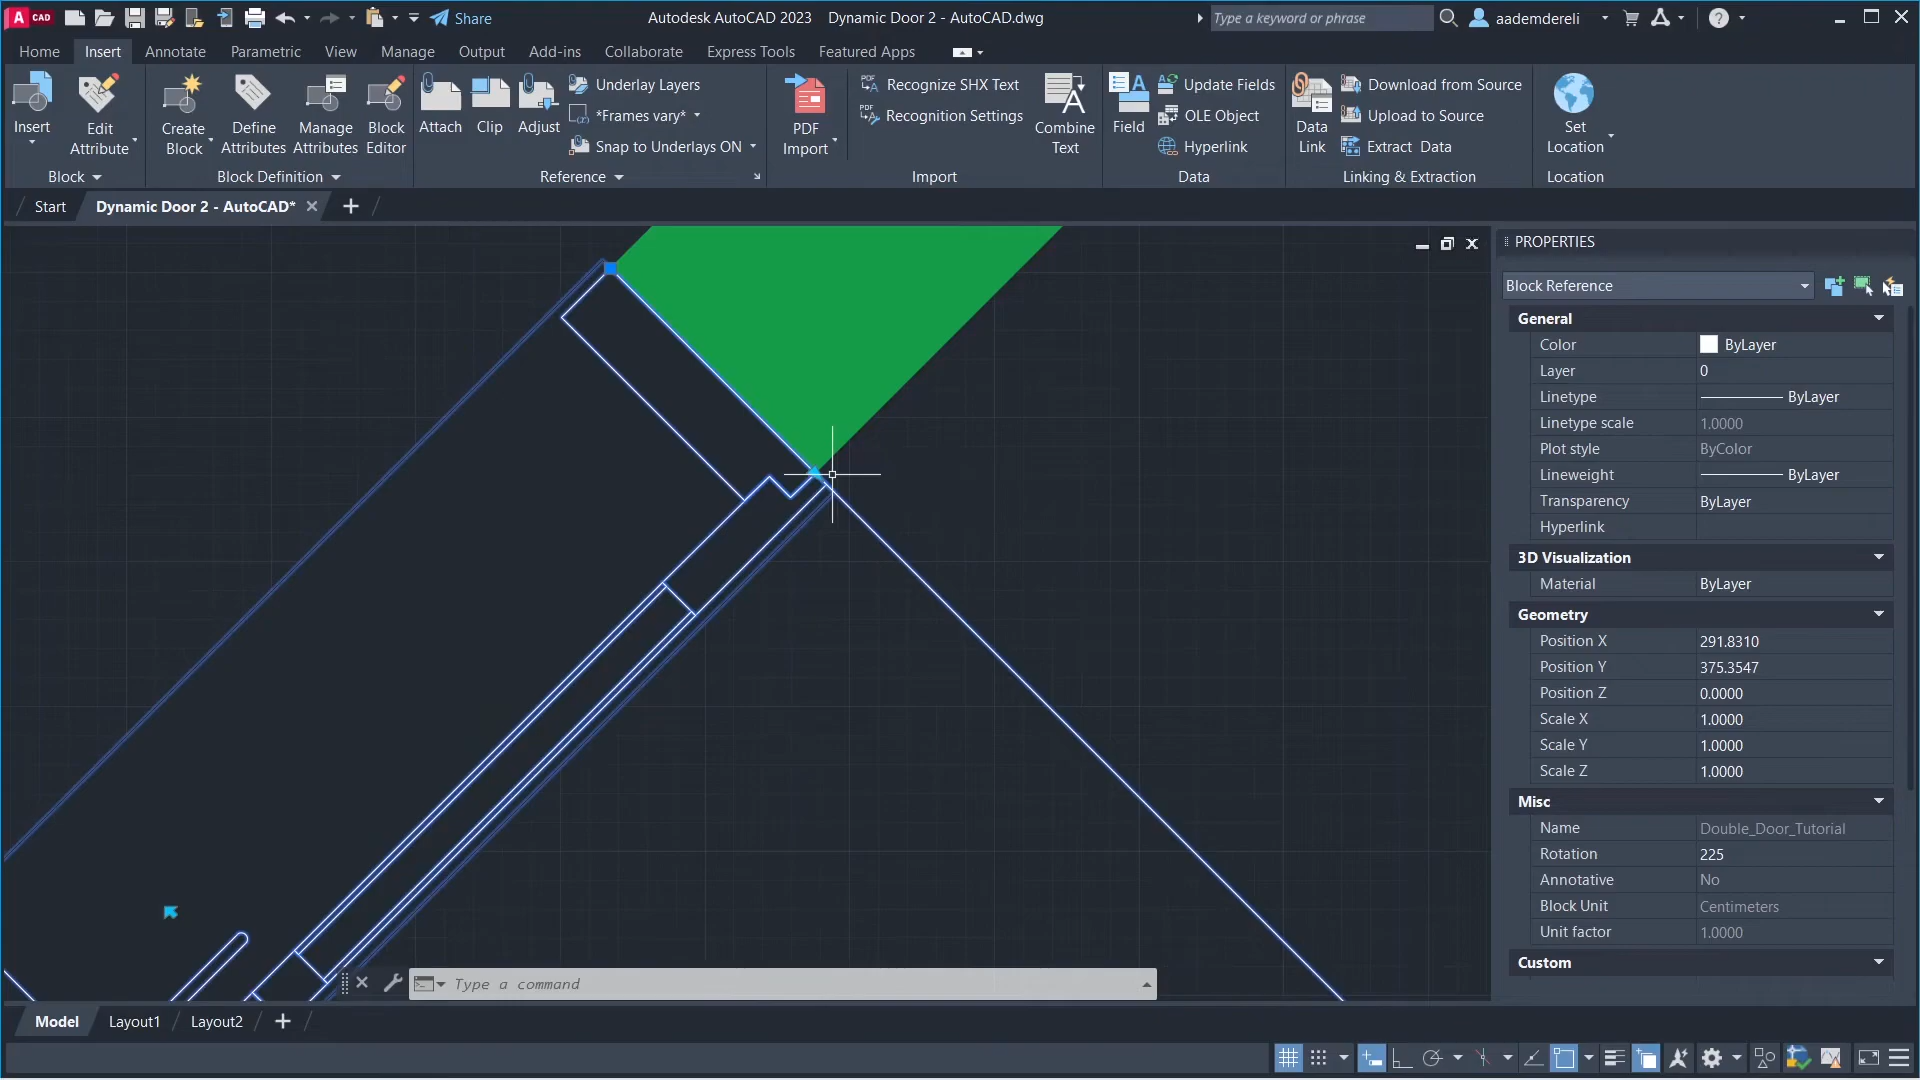 A CAD
Share
Autodesk AutoCAD 2023 Dynamic Door 2 - AutoCAD.dwg
Type a keyword or phrase
aademdereli
Home Insert Annotate Parametric View Manage Output Add-ins Collaborate Express Tools Featured Apps
Insert
Edit
Attribute
Create
Block
Define
Attributes
Manage
Attributes
Block
Editor
Attach
Clip
Adjust
Underlay Layers
*Frames vary*
Snap to Underlays ON
PDF
Import
Recognize SHX Text
Recognition Settings
Combine
Text
Field
Update Fields
OLE Object
Hyperlink
Data
Link
Download from Source
Upload to Source
Extract Data
Set
Location
Block Block Definition Reference Import Data Linking & Extraction Location
Start Dynamic Door 2 - AutoCAD*
PROPERTIES
Block Reference
General
Color ByLayer
Layer 0
Linetype ByLayer
Linetype scale 1.0000
Plot style ByColor
Lineweight ByLayer
Transparency ByLayer
Hyperlink
3D Visualization
Material ByLayer
Geometry
Position X 291.8310
Position Y 375.3547
Position Z 0.0000
Scale X 1.0000
Scale Y 1.0000
Scale Z 1.0000
Misc
Name Double_Door_Tutorial
Rotation 225
Annotative No
Block Unit Centimeters
Unit factor 1.0000
Custom
Type a command
Model Layout1 Layout2